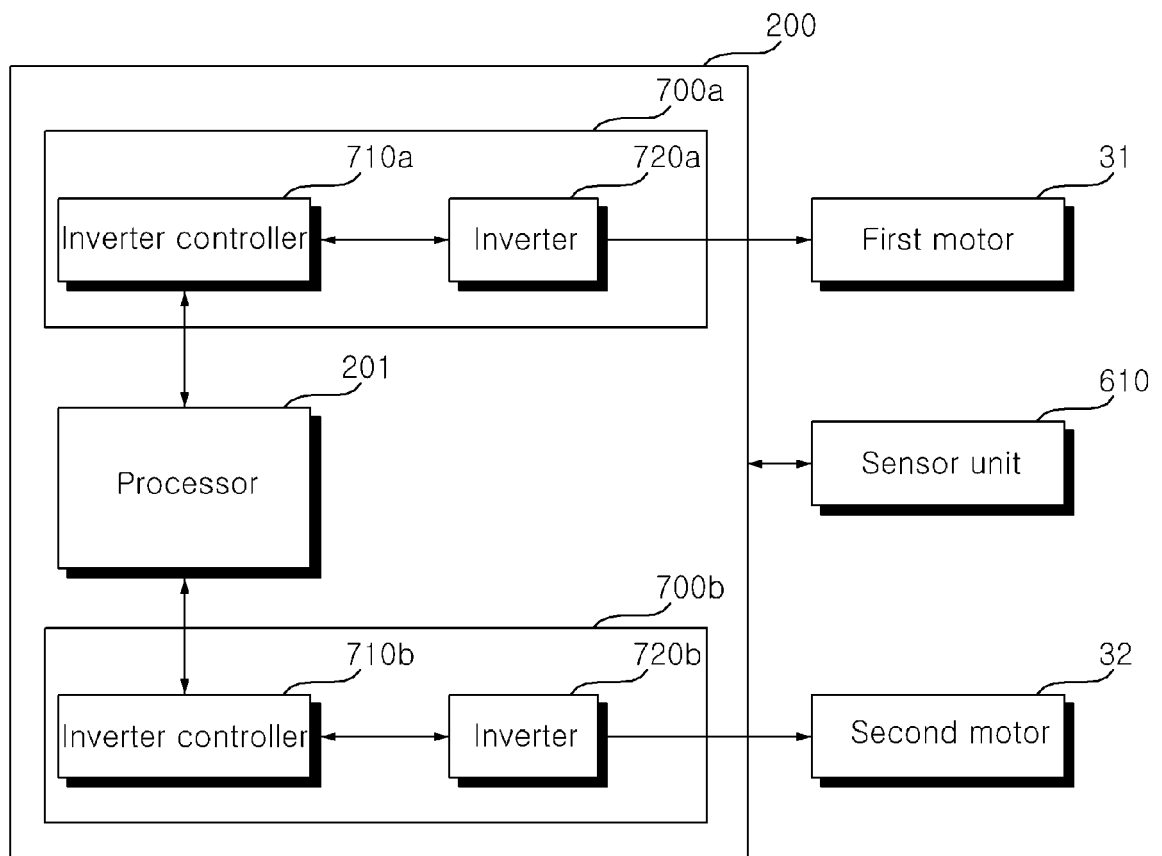 200
700a
710a
720a
31
Inverter controller
Inverter
First motor
201
610
Processor
Sensor unit
700b
710b
720b
32
Inverter controller
Inverter
Second motor